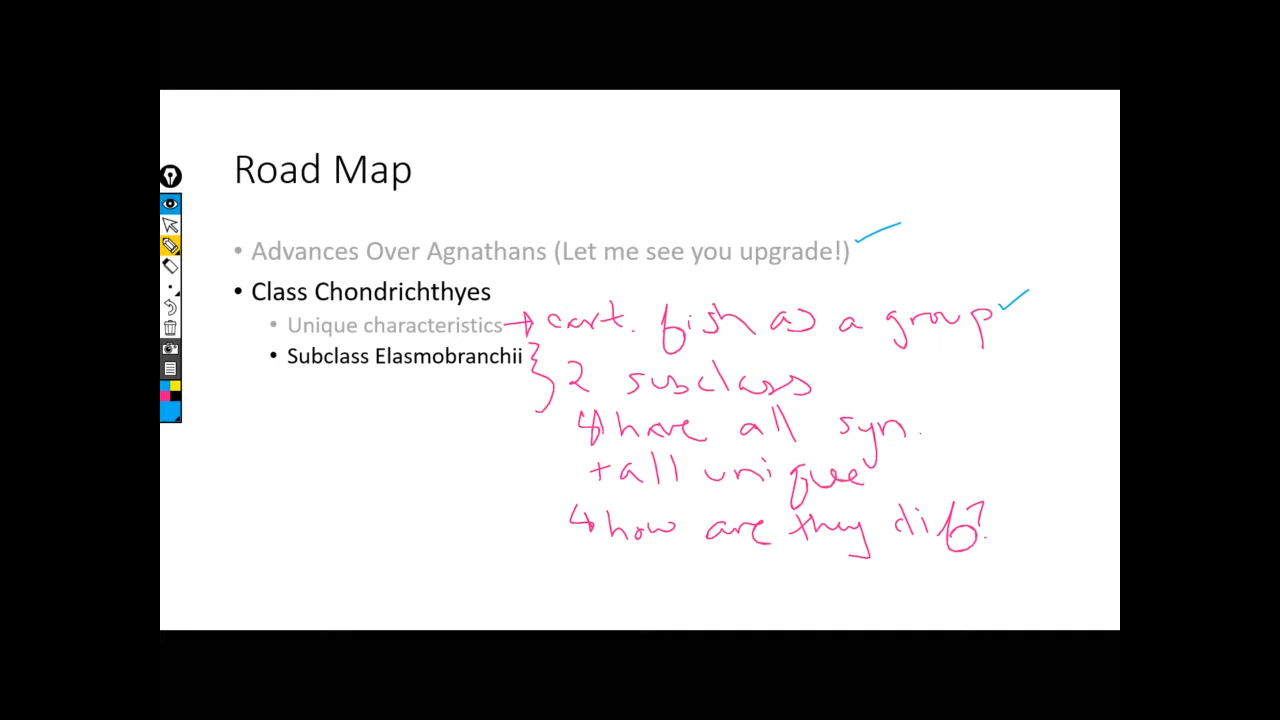 Road Map
• Advances Over Agnathans (Let me see you upgrade!)
• Class Chondrichthyes
• Unique characteristics → cart. fish as a group
• Subclass Elasmobranchii
2 subclass
↳ have all syn.
+ all unique
↳ how are they diff?